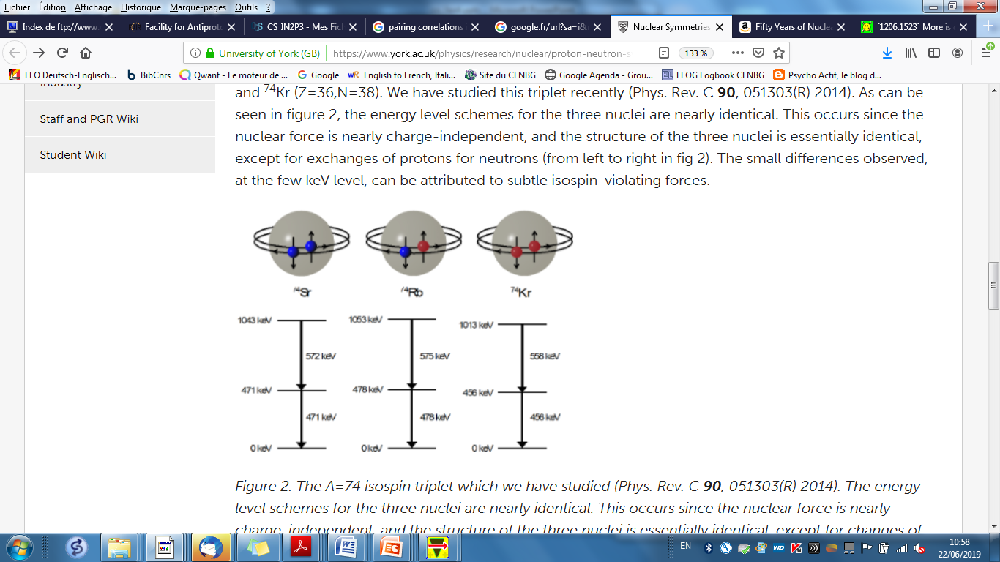 Fichier Édition Affichage Historique Marque-pages Outils ?
Index de ftp://www. Facility for Antiproto CS_IN2P3 - Mes Fich pairing correlations google.fr/url?sa=i& Nuclear Symmetries Fifty Years of Nuclea [1206.1523] More is
University of York (GB) https://www.york.ac.uk/physics/research/nuclear/proton-neutron-s 133 %
LEO Deutsch-Englisch... BibCnrs Qwant - Le moteur de ... Google English to French, Itali... Site du CENBG Google Agenda - Grou... ELOG Logbook CENBG Psycho Actif, le blog d...
Industry
Staff and PGR Wiki
Student Wiki
and ⁷⁴Kr (Z=36,N=38). We have studied this triplet recently (Phys. Rev. C 90, 051303(R) 2014). As can be
seen in figure 2, the energy level schemes for the three nuclei are nearly identical. This occurs since the
nuclear force is nearly charge-independent, and the structure of the three nuclei is essentially identical,
except for exchanges of protons for neutrons (from left to right in fig 2). The small differences observed,
at the few keV level, can be attributed to subtle isospin-violating forces.
⁷⁴Sr ⁷⁴Rb ⁷⁴Kr
1043 keV 1053 keV 1013 keV
572 keV 575 keV 558 keV
471 keV 478 keV 456 keV
471 keV 478 keV 456 keV
0 keV 0 keV 0 keV
Figure 2. The A=74 isospin triplet which we have studied (Phys. Rev. C 90, 051303(R) 2014). The energy
level schemes for the three nuclei are nearly identical. This occurs since the nuclear force is nearly
charge-independent, and the structure of the three nuclei is essentially identical, except for changes of
EN
10:58
22/06/2019